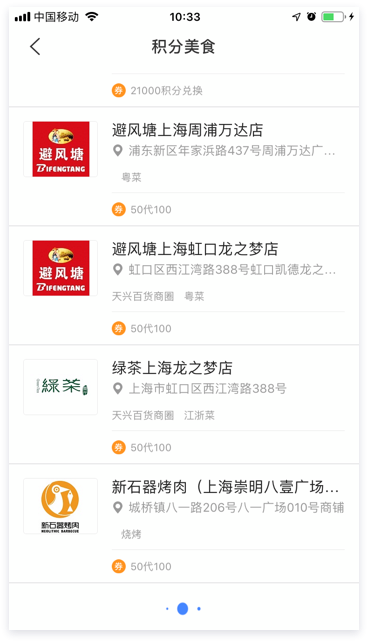 中国移动
10:33
积分美食
券 21000积分兑换
避风塘
BIFENGTANG
避风塘上海周浦万达店
浦东新区年家浜路437号周浦万达广...
粤菜
券 50代100
避风塘
BIFENGTANG
避风塘上海虹口龙之梦店
虹口区西江湾路388号虹口凯德龙之...
天兴百货商圈 粤菜
券 50代100
緑茶
绿茶上海龙之梦店
上海市虹口区西江湾路388号
天兴百货商圈 江浙菜
券 50代100
新石器烤肉
NEOLITHIC BARBECUE
新石器烤肉（上海崇明八壹广场...
城桥镇八一路206号八一广场010号商铺
烧烤
券 50代100